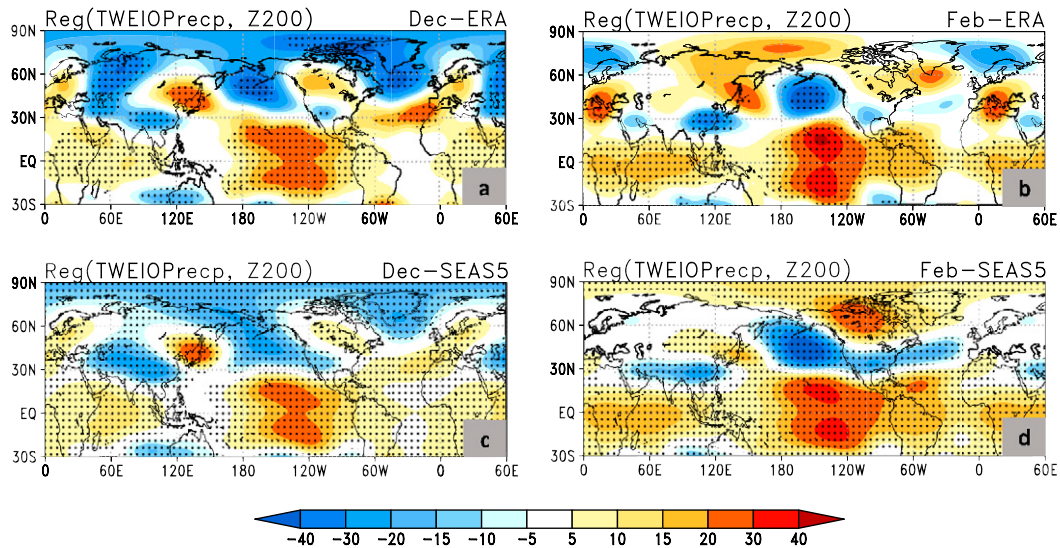 Reg(TWEIOPrecp, Z200) Dec-ERA
90N
60N
30N
EQ
30S
0 60E 120E 180 120W 60W 0 60E
a
Reg(TWEIOPrecp, Z200) Feb-ERA
90N
60N
30N
EQ
30S
0 60E 120E 180 120W 60W 0 60E
b
Reg(TWEIOPrecp, Z200) Dec-SEAS5
90N
60N
30N
EQ
30S
0 60E 120E 180 120W 60W 0 60E
c
Reg(TWEIOPrecp, Z200) Feb-SEAS5
90N
60N
30N
EQ
30S
0 60E 120E 180 120W 60W 0 60E
d
-40 -30 -20 -15 -10 -5 5 10 15 20 30 40